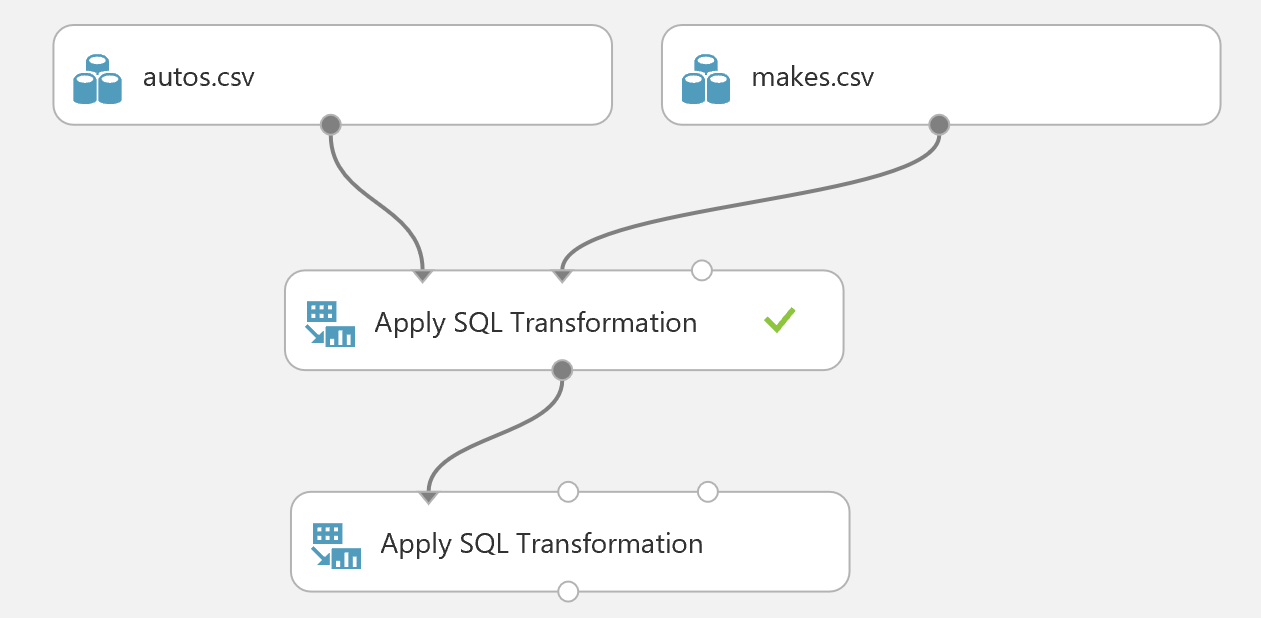 autos.csv
makes.csv
Apply SQL Transformation
Apply SQL Transformation